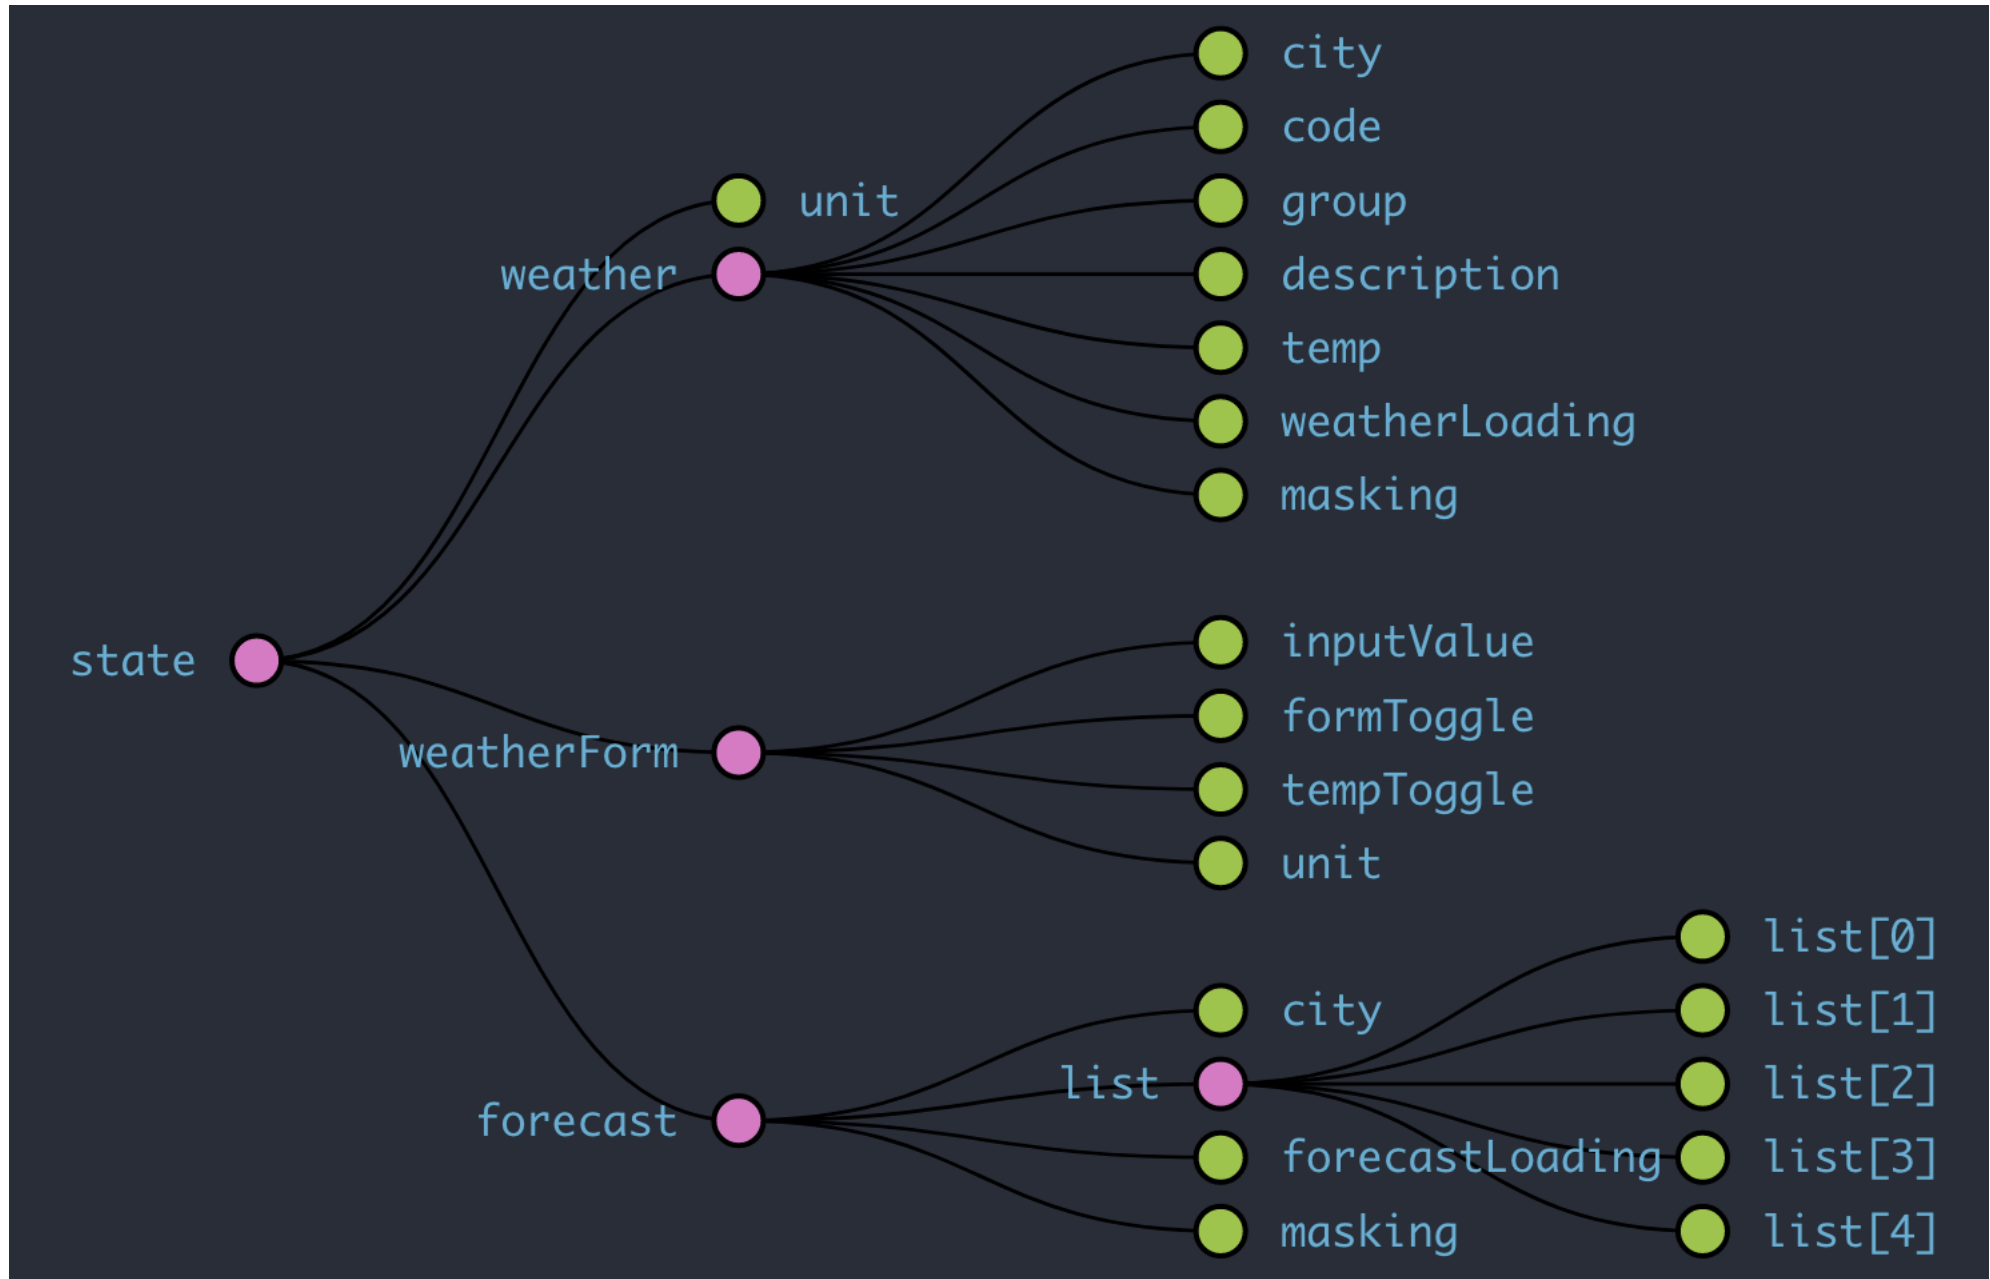 city
code
unit
group
weather
description
temp
weatherLoading
masking
inputValue
state
formToggle
weatherForm
tempToggle
unit
list[0]
city
list[1]
list
list[2]
forecast
forecastLoading
list[3]
masking
list[4]